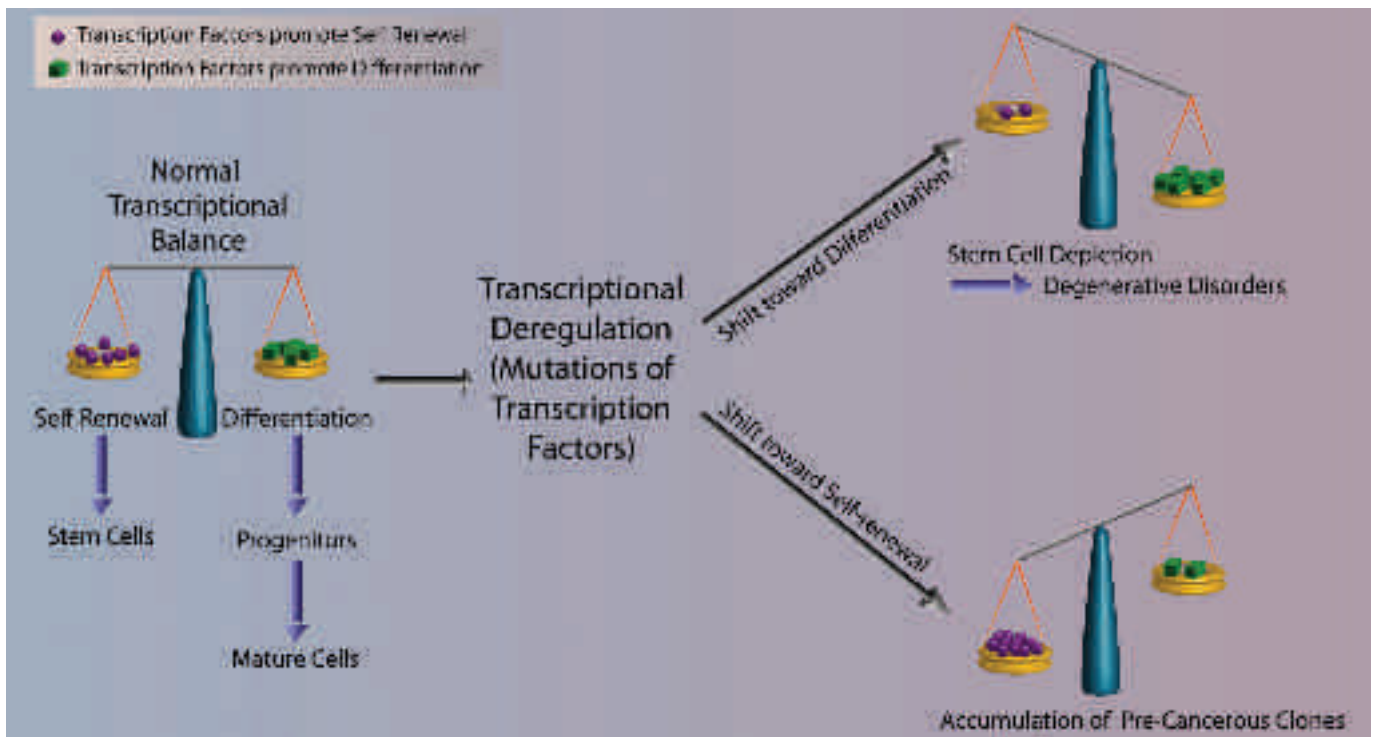 Transcription Factors promote Self Renewal
Transcription Factors promote Differentiation
Normal
Transcriptional
Balance
Self Renewal
Differentiation
Stem Cells
Progenitors
Mature Cells
Transcriptional
Deregulation
(Mutations of
Transcription
Factors)
Shift toward Differentiation
Shift toward Self-renewal
Stem Cell Depletion
Degenerative Disorders
Accumulation of Pre-Cancerous Clones